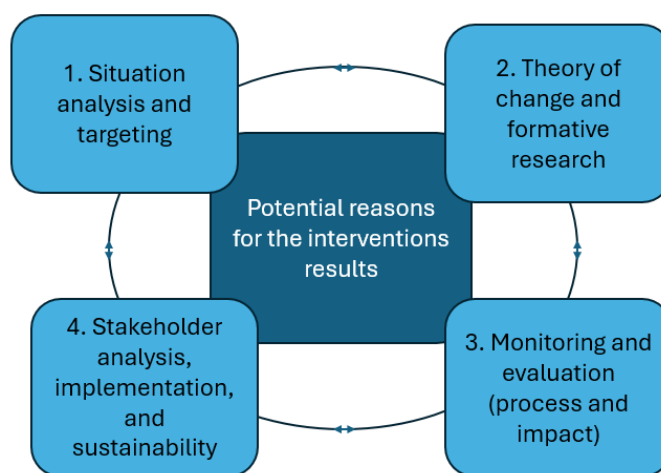 1. Situation
analysis and
targeting
2. Theory of
change and
formative
research
Potential reasons
for the interventions
results
3. Monitoring and
evaluation
(process and
impact)
4. Stakeholder
analysis,
implementation,
and
sustainability